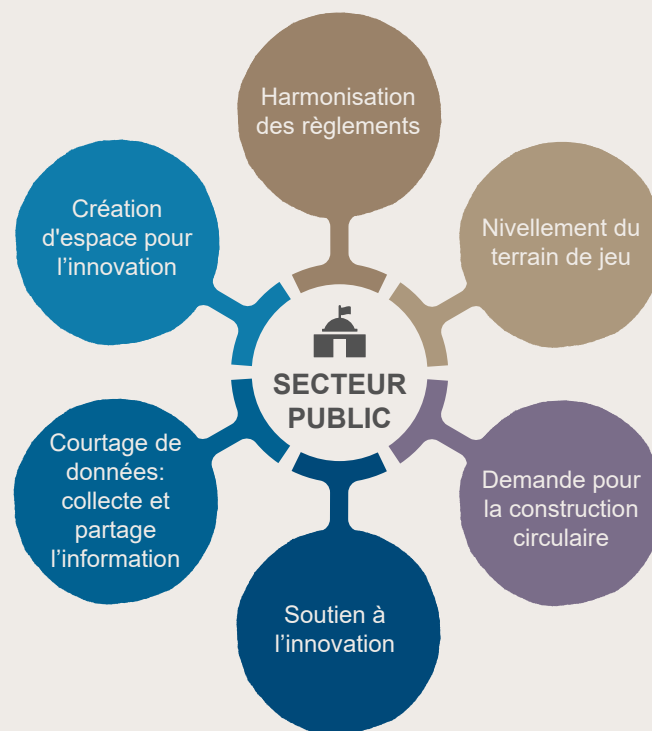 Harmonisation
des règlements
Nivellement du
terrain de jeu
Demande pour
la construction
circulaire
Soutien à
l’innovation
Courtage de
données:
collecte et
partage
l’information
Création
d'espace pour
l’innovation
SECTEUR
PUBLIC